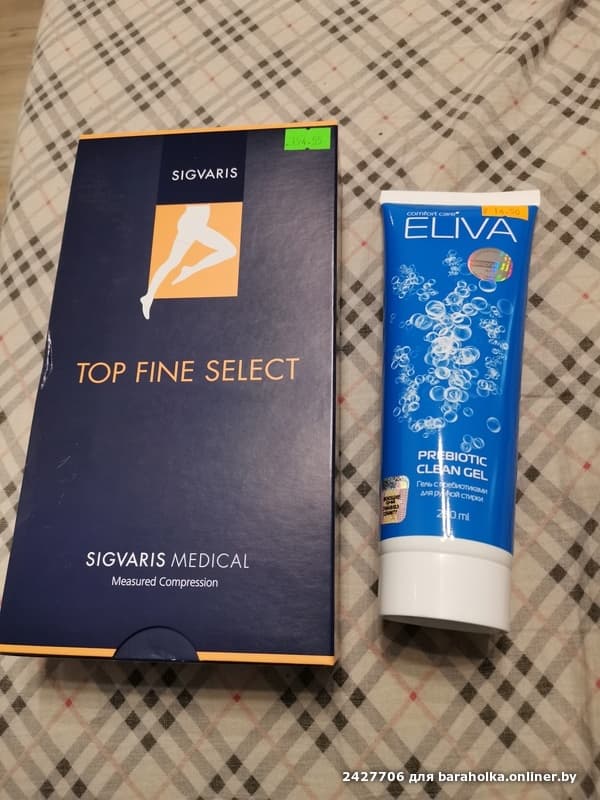 SIGVARIS
TOP FINE SELECT
SIGVARIS MEDICAL
Measured Compression
comfort care
ELIVA
PREBIOTIC
CLEAN GEL
Гель с пребиотиками
для ручной стирки
ml
2427706 для baraholka.onliner.by